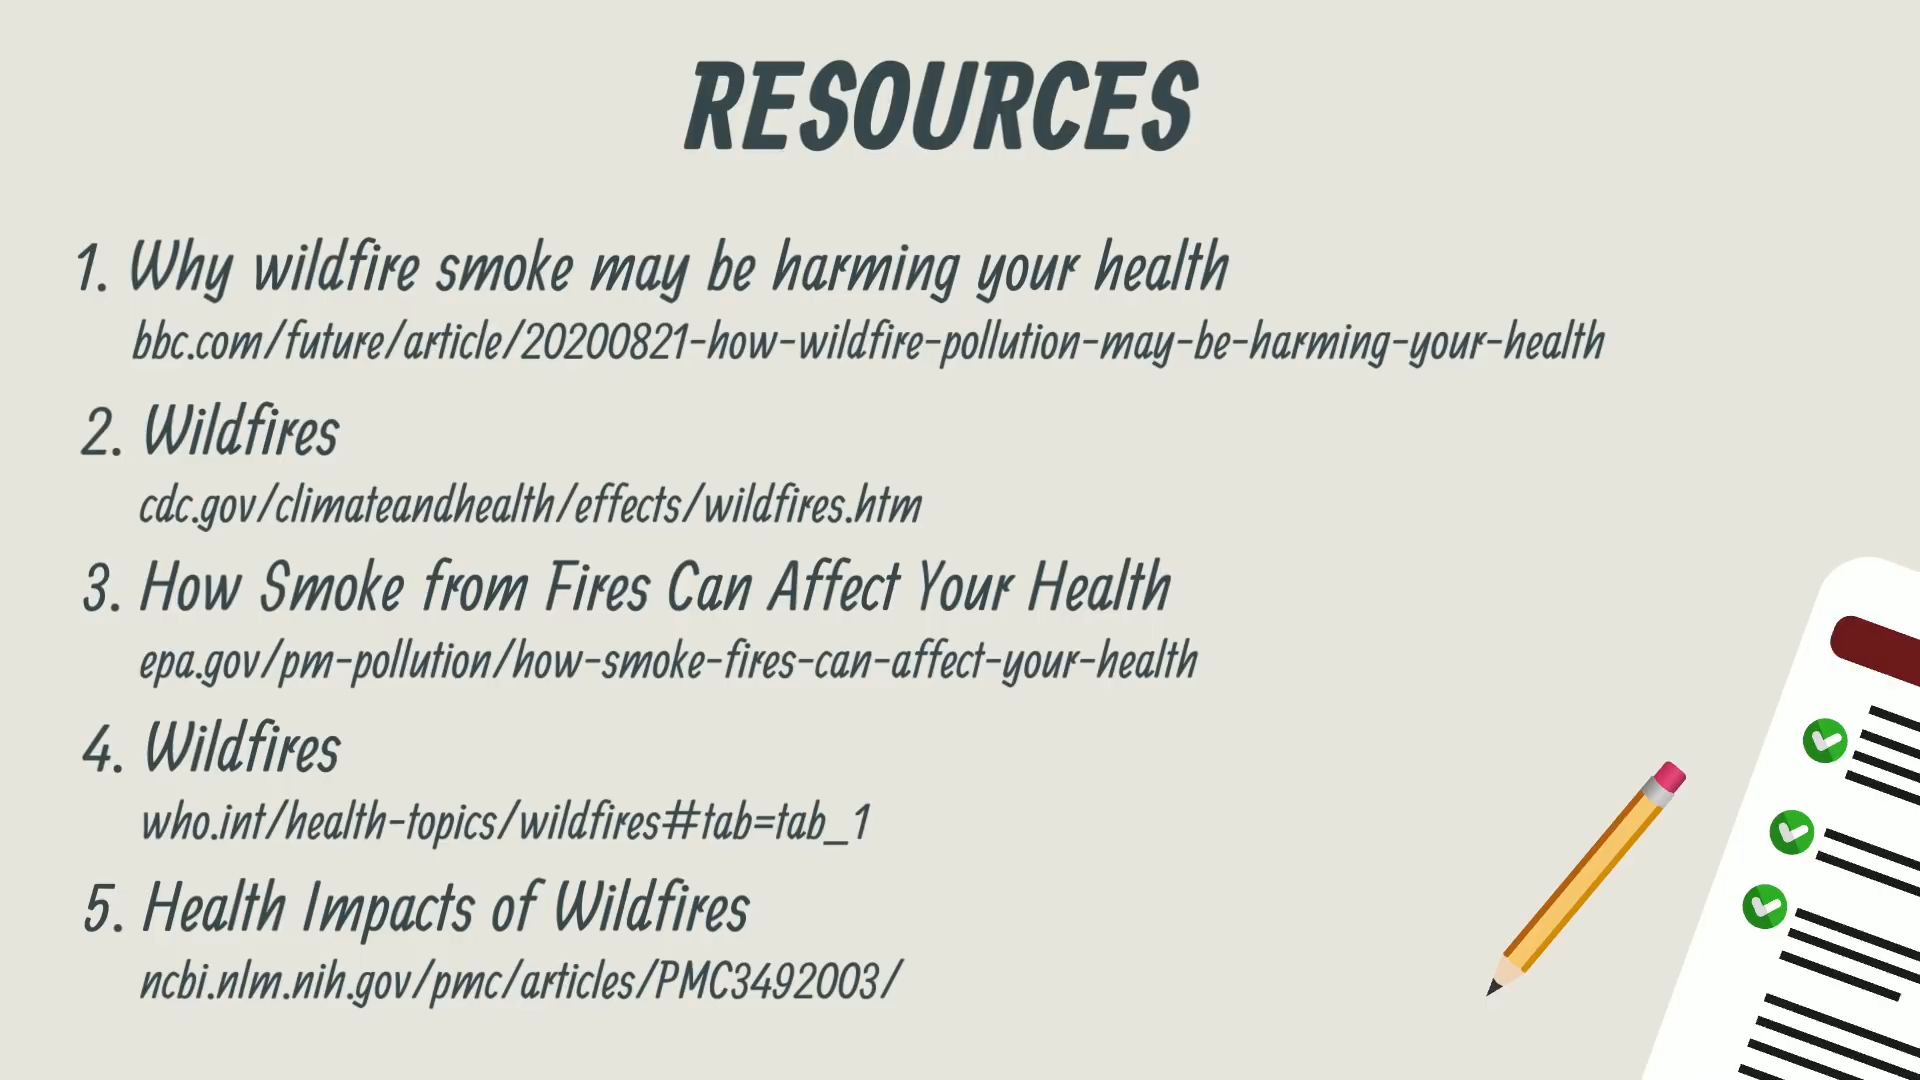 RESOURCES
1. Why wildfire smoke may be harming your health
bbc.com/future/article/20200821-how-wildfire-pollution-may-be-harming-your-health
2. Wildfires
cdc.gov/climateandhealth/effects/wildfires.htm
3. How Smoke from Fires Can Affect Your Health
epa.gov/pm-pollution/how-smoke-fires-can-affect-your-health
4. Wildfires
who.int/health-topics/wildfires#tab=tab_1
5. Health Impacts of Wildfires
ncbi.nlm.nih.gov/pmc/articles/PMC3492003/